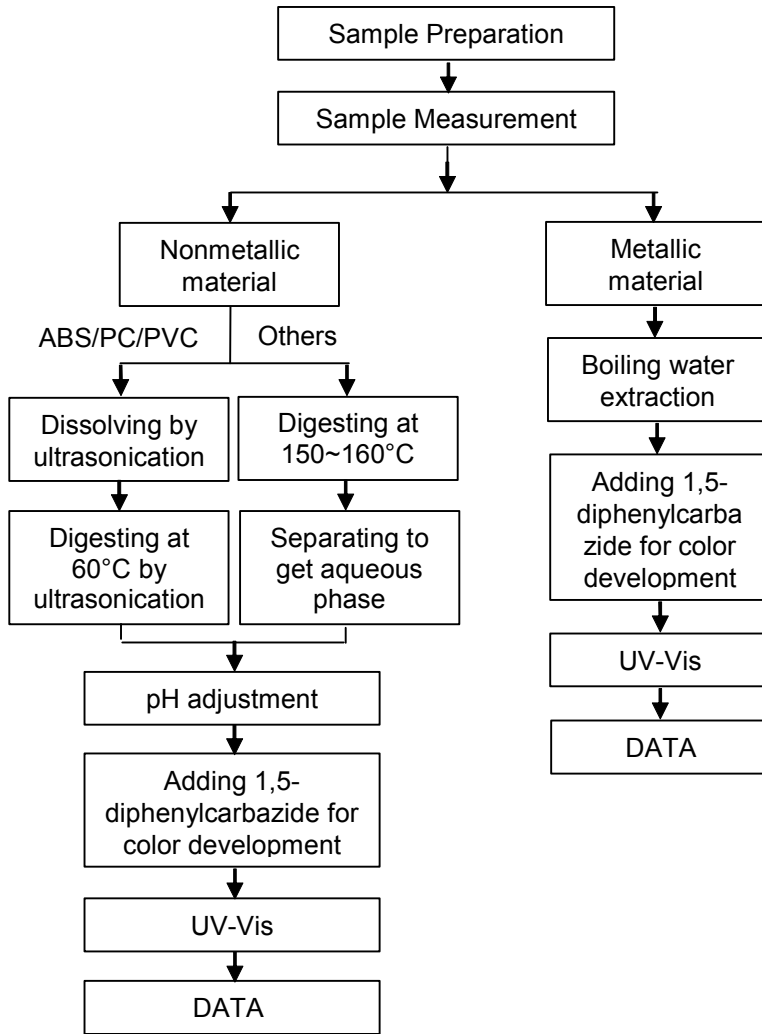 Sample Preparation
Sample Measurement
Nonmetallic
material
Metallic
material
ABS/PC/PVC
Others
Boiling water
extraction
Dissolving by
ultrasonication
Digesting at
150~160°C
Adding 1,5-
diphenylcarba
zide for color
development
Digesting at
60°C by
ultrasonication
Separating to
get aqueous
phase
UV-Vis
pH adjustment
DATA
Adding 1,5-
diphenylcarbazide for
color development
UV-Vis
DATA